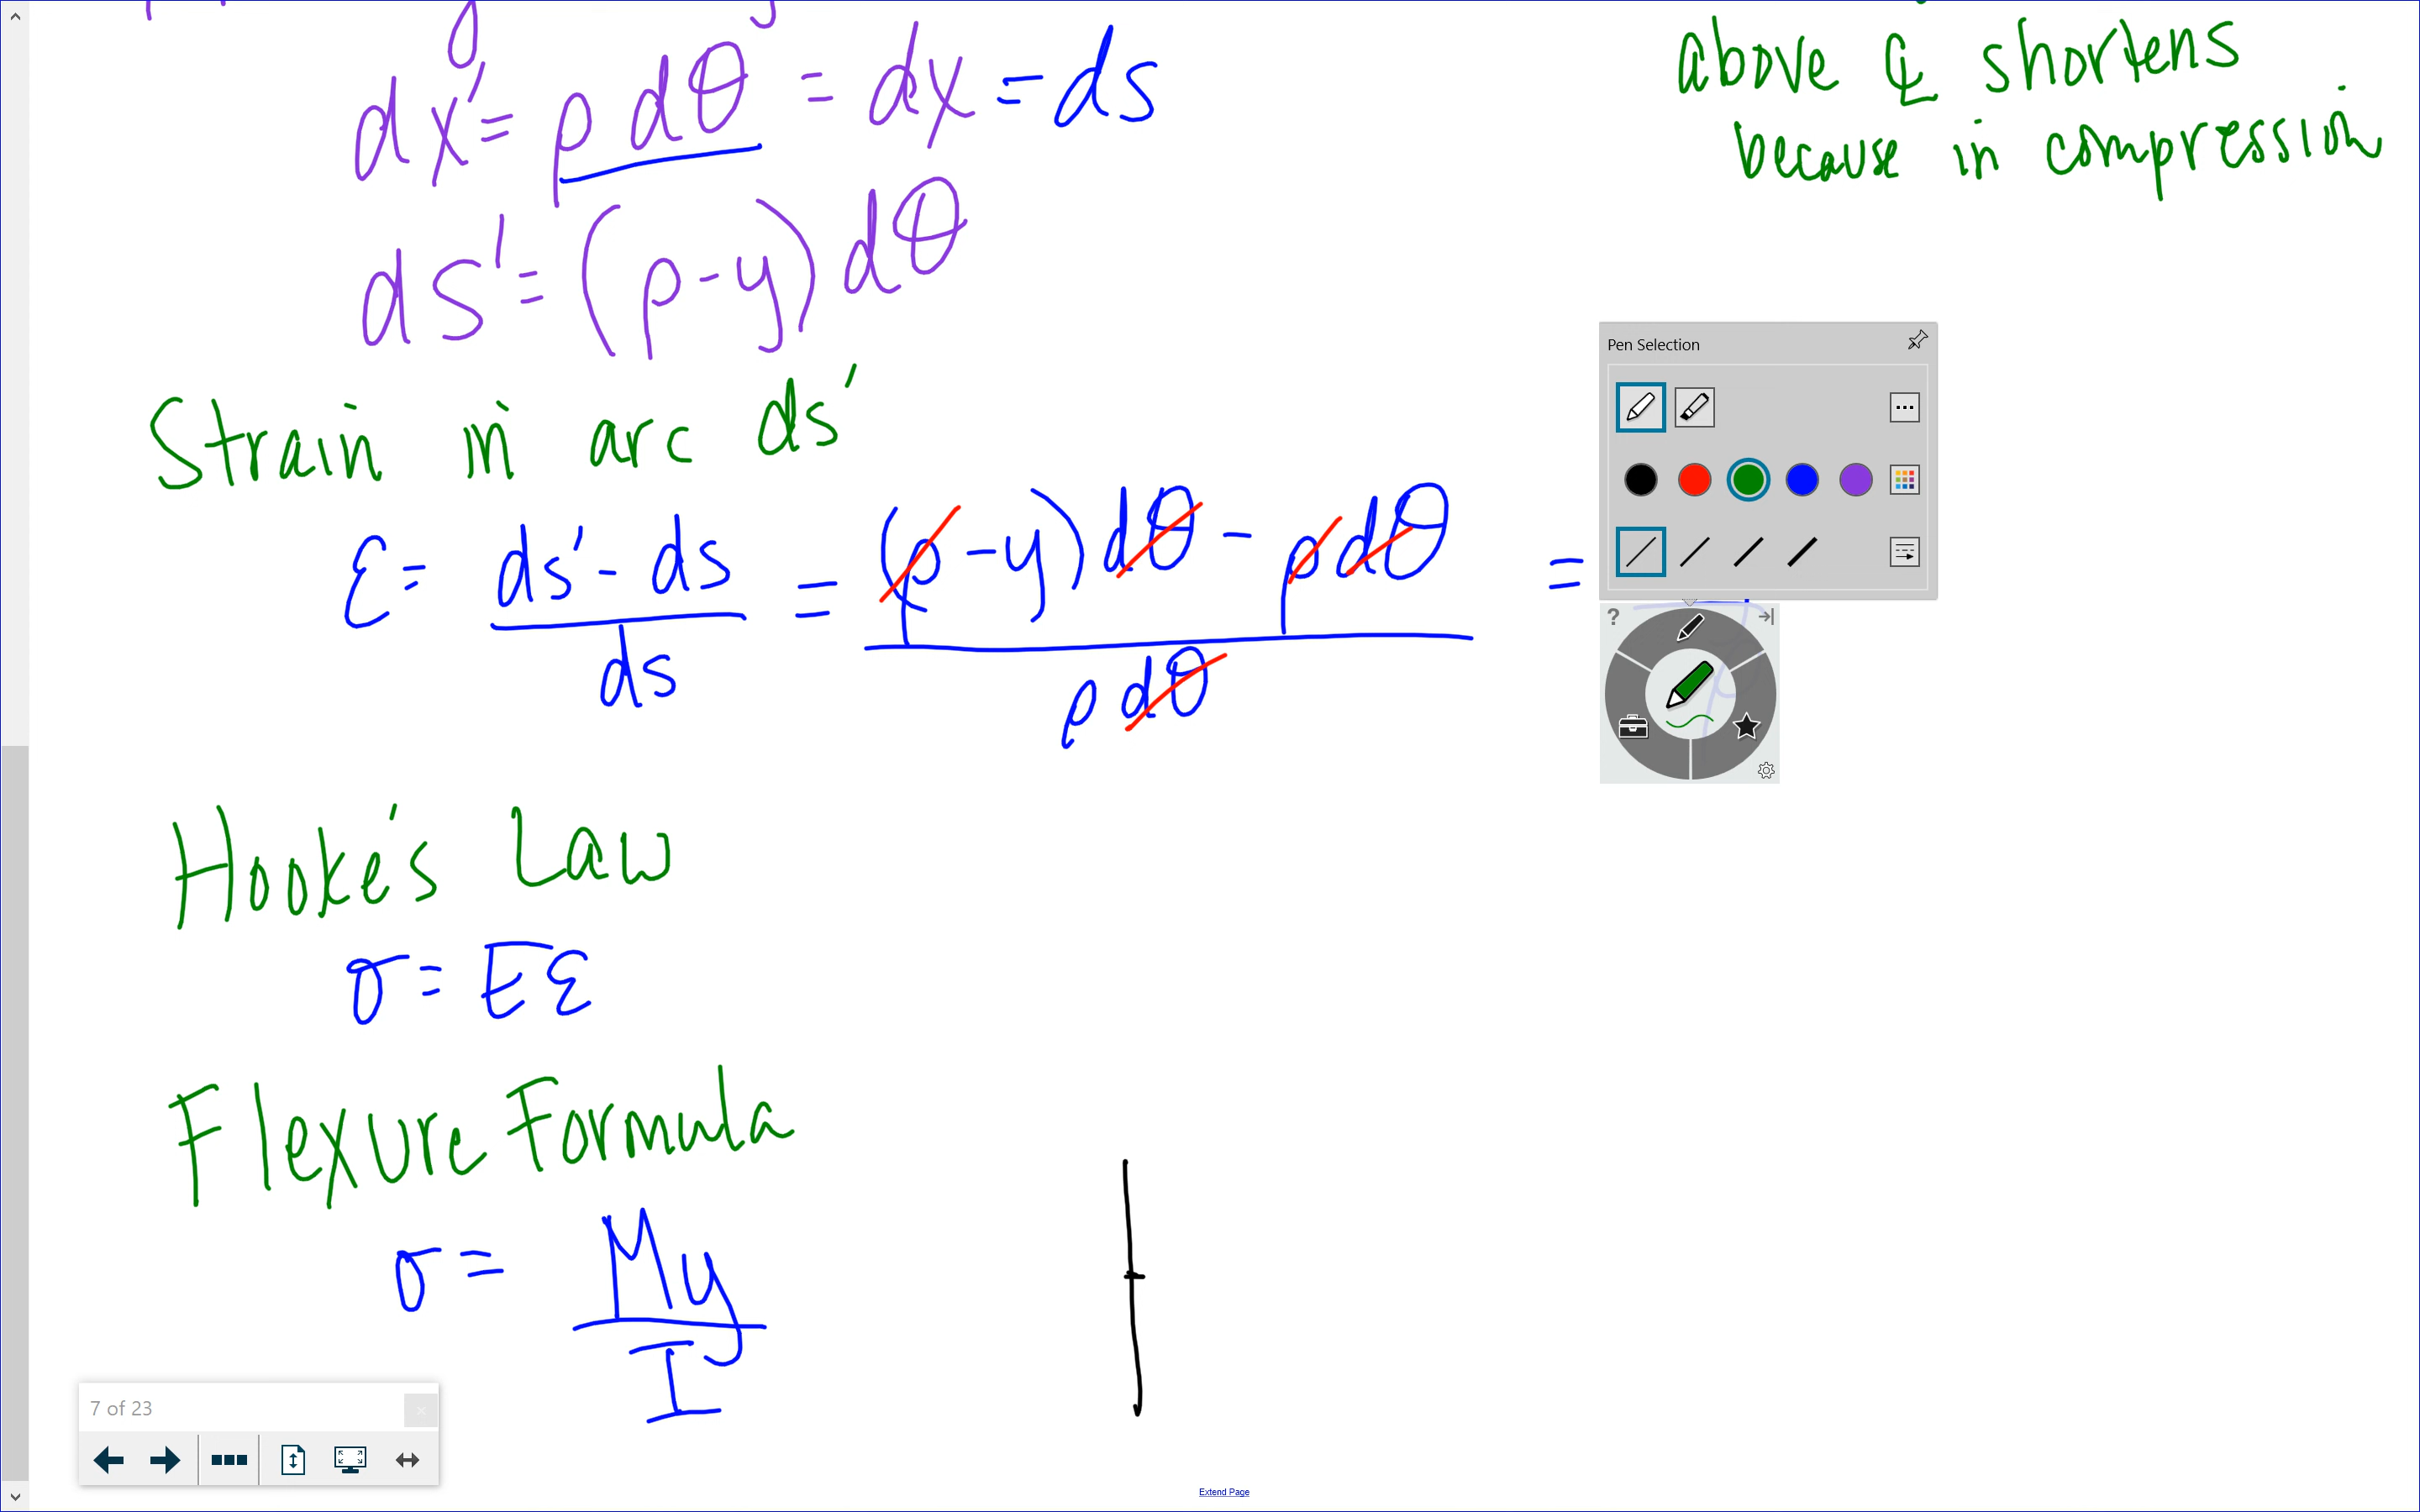 dx' = ρ dθ = dx = ds
above ℄ shortens
because in compression
ds' = (ρ - y) dθ
Strain in arc ds'
ε = (ds' - ds) / ds = ((ρ - y) dθ - ρ dθ) / (ρ dθ) =
Pen Selection
?
Hooke's Law
σ = Eε
Flexure Formula
σ = My / I
7 of 23
Extend Page